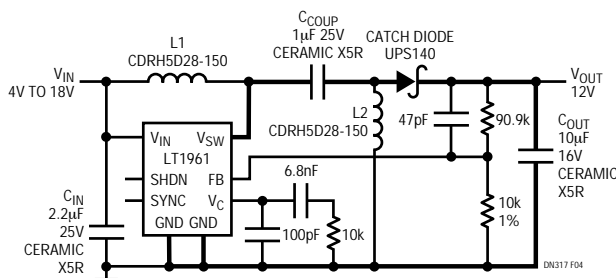 L1
CDRH5D28-150
C_COUP
1µF 25V
CERAMIC X5R
CATCH DIODE
UPS140
V_IN
4V TO 18V
V_OUT
12V
L2
CDRH5D28-150
47pF
90.9k
C_OUT
10µF
16V
CERAMIC
X5R
V_IN
V_SW
LT1961
SHDN
FB
SYNC
V_C
GND GND
6.8nF
C_IN
2.2µF
25V
CERAMIC
X5R
100pF
10k
10k
1%
DN317 F04